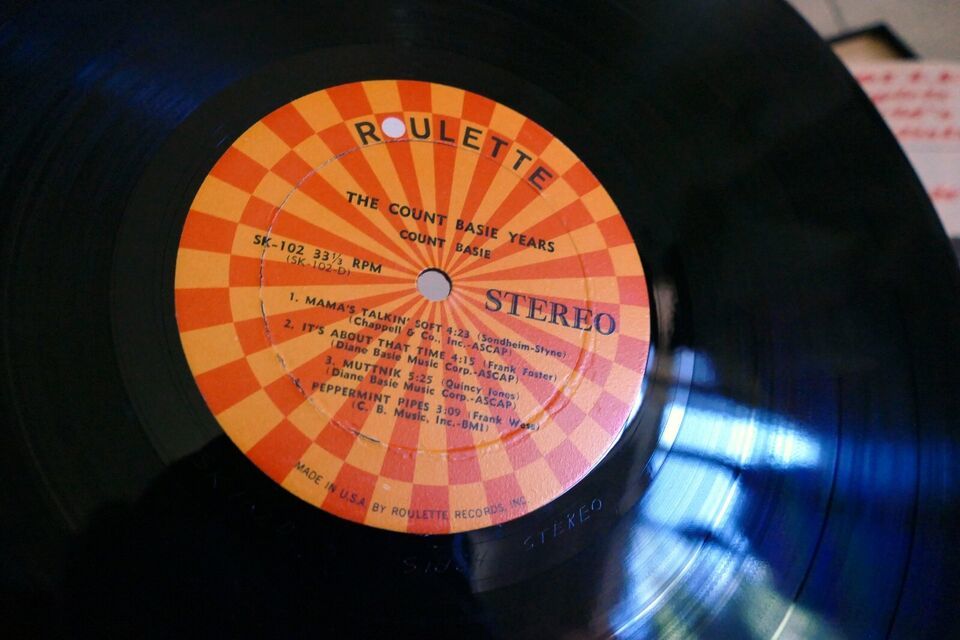 ROULETTE
THE COUNT BASIE YEARS
COUNT BASIE
SK-102 33⅓ RPM
(SK-102-D)
STEREO
1. MAMA'S TALKIN' SOFT 4:23 (Sondheim-Styne)
(Chappell & Co., Inc.-ASCAP)
2. IT'S ABOUT THAT TIME 4:15 (Frank Foster)
(Diane Basie Music Corp.-ASCAP)
3. MUTTNIK 5:25 (Quincy Jones)
(Diane Basie Music Corp.-ASCAP)
PEPPERMINT PIPES 3:09 (Frank Wess)
(C. B. Music, Inc.-BMI)
MADE IN U.S.A. BY ROULETTE RECORDS, INC.
STEREO